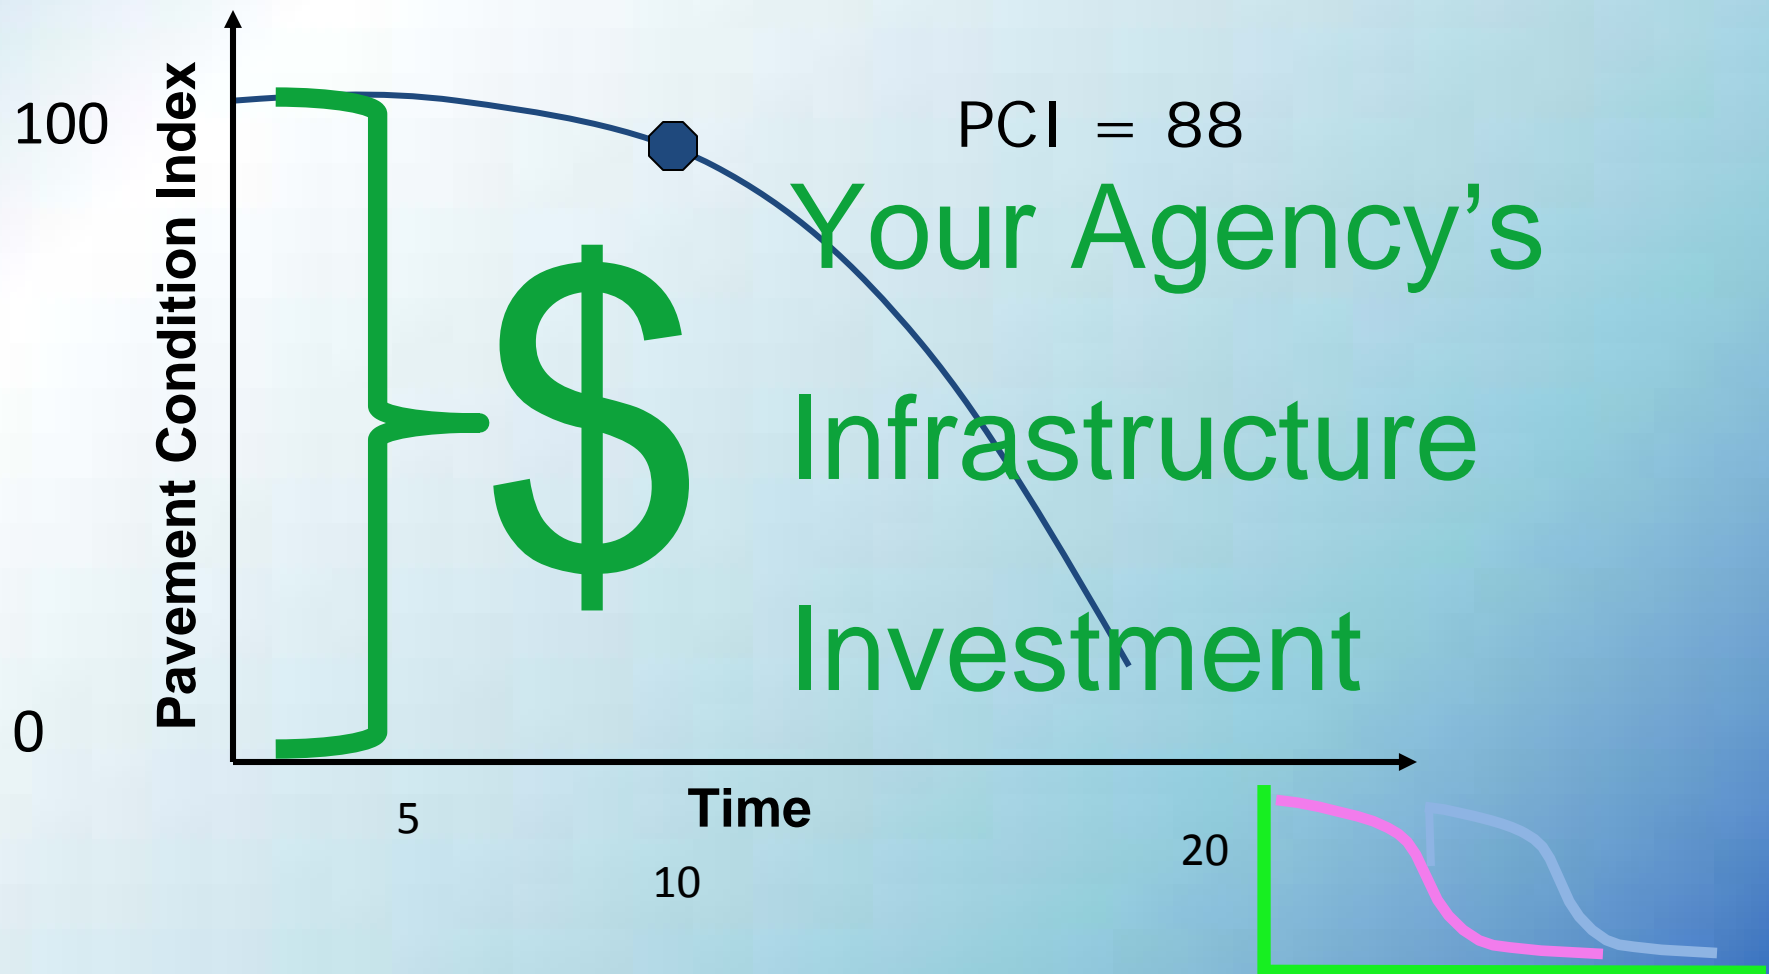 100
Pavement Condition Index
PCI = 88
Your Agency’s
$
Infrastructure
Investment
0
5
Time
10
20